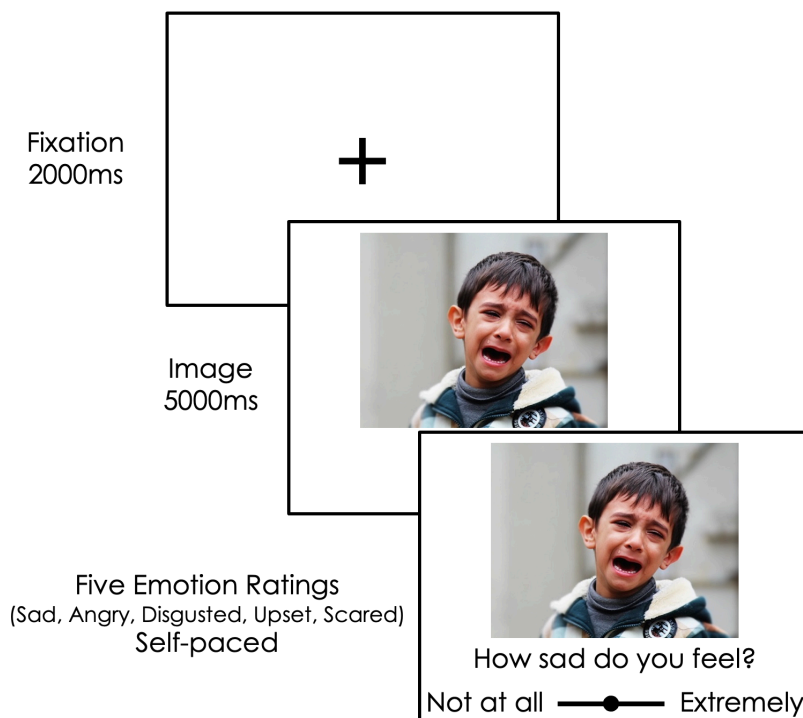 Fixation
2000ms
Image
5000ms
Five Emotion Ratings
(Sad, Angry, Disgusted, Upset, Scared)
Self-paced
How sad do you feel?
Not at all Extremely